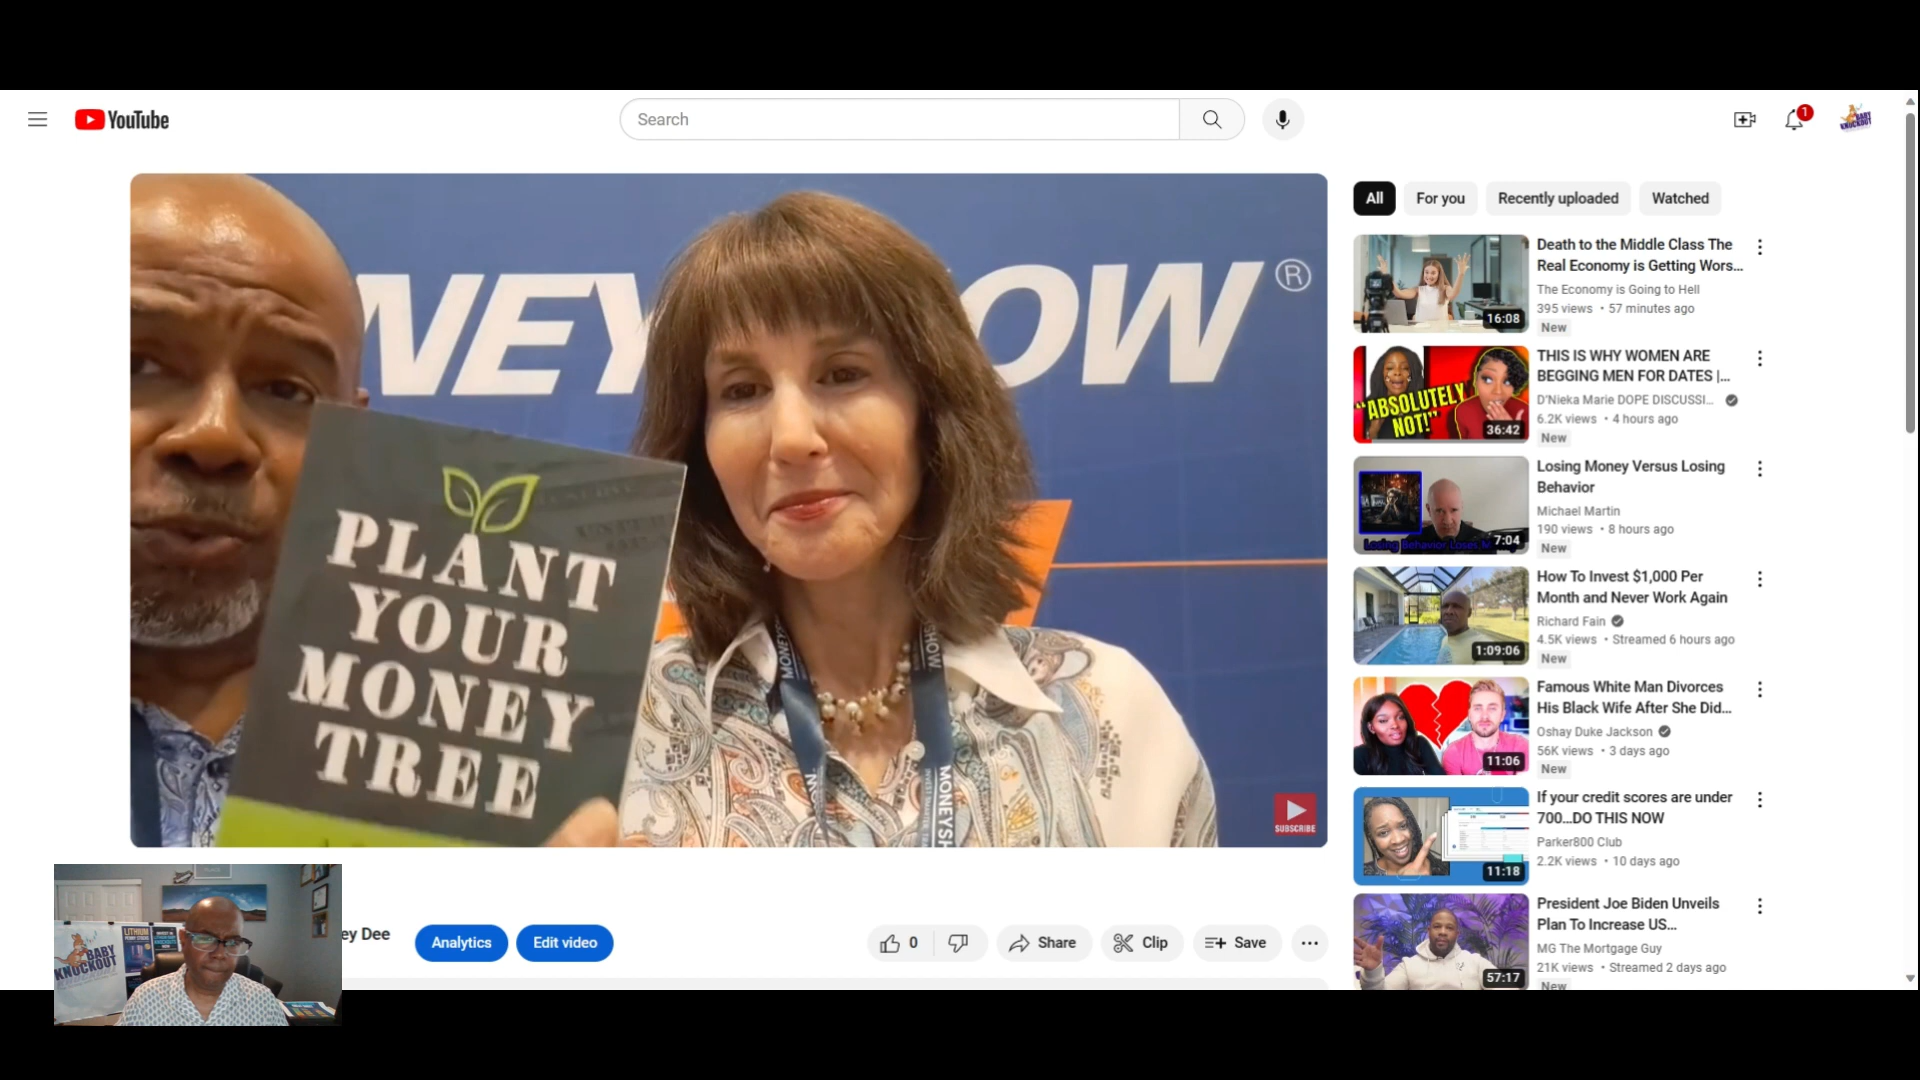 YouTube
Search
1
BABY
KNOCKOUT
NEY
OW®
PLANT
YOUR
MONEY
TREE
MONEYS
SHOW
MONEYSH
SUBSCRIBE
All
For you
Recently uploaded
Watched
16:08
Death to the Middle Class The
Real Economy is Getting Wors...
The Economy is Going to Hell
395 views • 57 minutes ago
New
"ABSOLUTELY
NOT!"
36:42
THIS IS WHY WOMEN ARE
BEGGING MEN FOR DATES |...
D'Nieka Marie DOPE DISCUSSI...
6.2K views • 4 hours ago
New
7:04
Losing Money Versus Losing
Behavior
Michael Martin
190 views • 8 hours ago
New
1:09:06
How To Invest $1,000 Per
Month and Never Work Again
Richard Fain
4.5K views • Streamed 6 hours ago
New
11:06
Famous White Man Divorces
His Black Wife After She Did...
Oshay Duke Jackson
56K views • 3 days ago
New
11:18
If your credit scores are under
700...DO THIS NOW
Parker800 Club
2.2K views • 10 days ago
57:17
President Joe Biden Unveils
Plan To Increase US...
MG The Mortgage Guy
21K views • Streamed 2 days ago
New
ey Dee
Analytics
Edit video
0
Share
Clip
Save
BABY
KNOCKOUT
LITHIUM